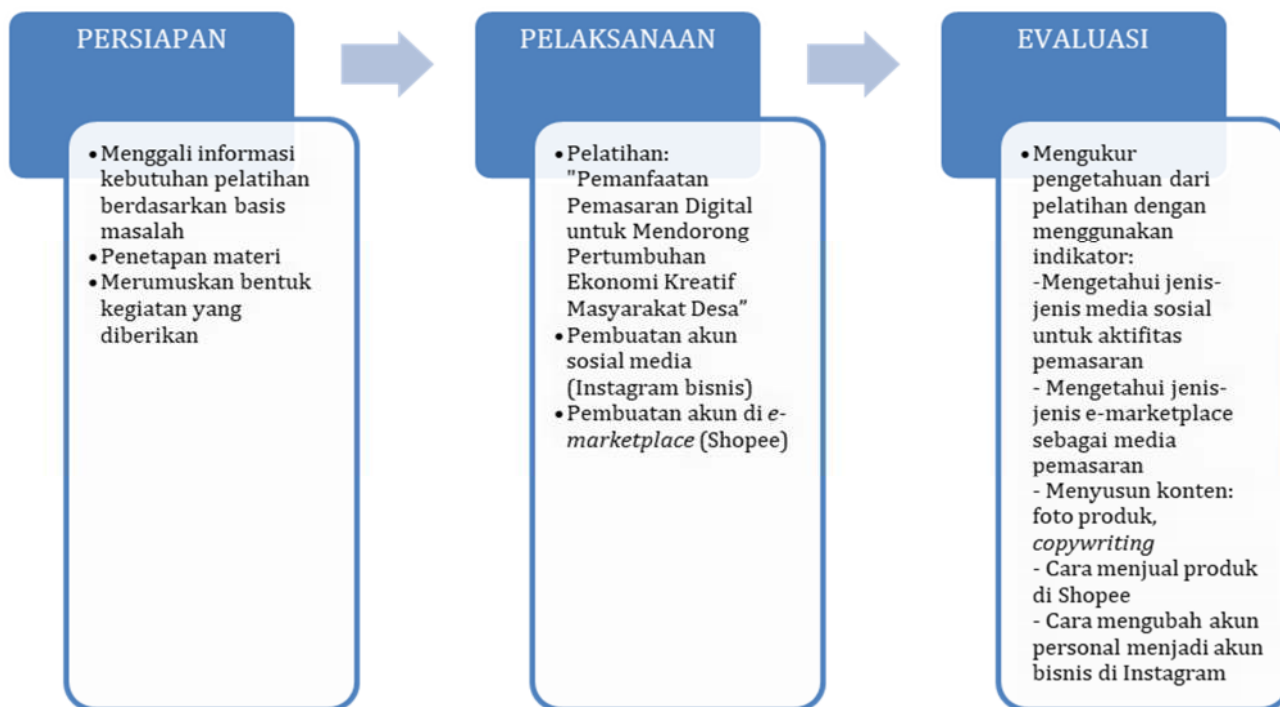 PERSIAPAN
•Menggali informasi
kebutuhan pelatihan
berdasarkan basis
masalah
•Penetapan materi
•Merumuskan bentuk
kegiatan yang
diberikan
PELAKSANAAN
•Pelatihan:
"Pemanfaatan
Pemasaran Digital
untuk Mendorong
Pertumbuhan
Ekonomi Kreatif
Masyarakat Desa”
•Pembuatan akun
sosial media
(Instagram bisnis)
•Pembuatan akun di e-
marketplace (Shopee)
EVALUASI
•Mengukur
pengetahuan dari
pelatihan dengan
menggunakan
indikator:
-Mengetahui jenis-
jenis media sosial
untuk aktifitas
pemasaran
- Mengetahui jenis-
jenis e-marketplace
sebagai media
pemasaran
- Menyusun konten:
foto produk,
copywriting
- Cara menjual produk
di Shopee
- Cara mengubah akun
personal menjadi akun
bisnis di Instagram